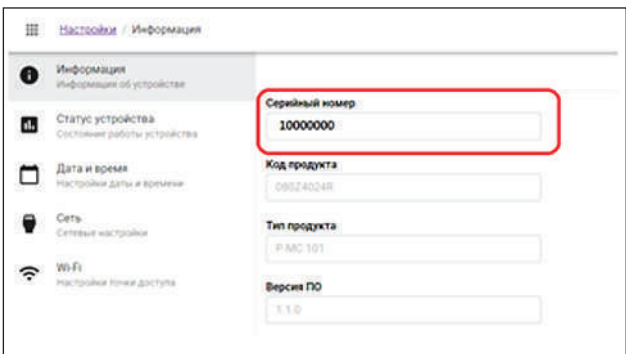 Настройки / Информация
Информация
Информация об устройстве
Статус устройства
Состояние работы устройства
Дата и время
Настройки даты и времени
Сеть
Сетевые настройки
Wi-Fi
Настройки точки доступа
Серийный номер
10000000
Код продукта
080Z4024R
Тип продукта
P-MC 101
Версия ПО
1.1.0